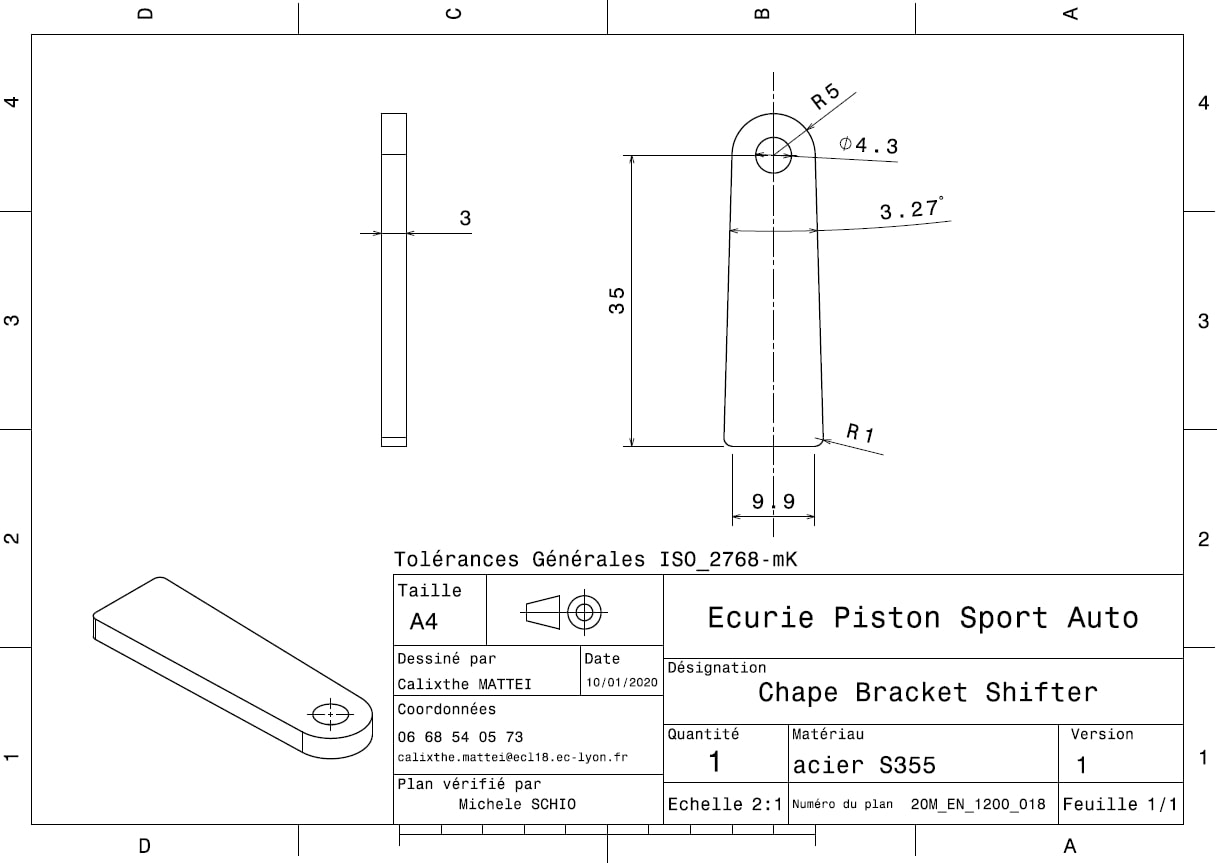 D C B A
4 4
R5
Ø4.3
3
3.27°
35
3 3
R1
9.9
2 2
Tolérances Générales ISO_2768-mK
Taille
A4
Ecurie Piston Sport Auto
Dessiné par
Calixthe MATTEI
Date
10/01/2020
Désignation
Chape Bracket Shifter
Coordonnées
06 68 54 05 73
calixthe.mattei@ecl18.ec-lyon.fr
Quantité
1
Matériau
acier S355
Version
1
1 1
Plan vérifié par
Michele SCHIO
Echelle 2:1
Numéro du plan 20M_EN_1200_018
Feuille 1/1
D A